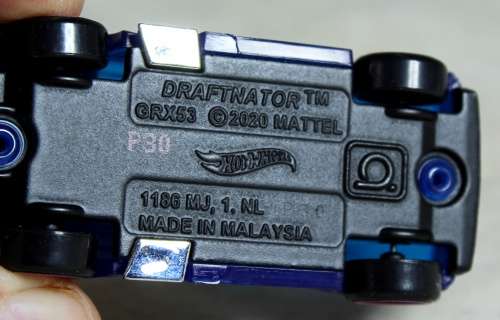 DRAFTNATOR™
GRX53 ©2020 MATTEL
P30
HOT WHEELS
1186 MJ, 1, NL
MADE IN MALAYSIA